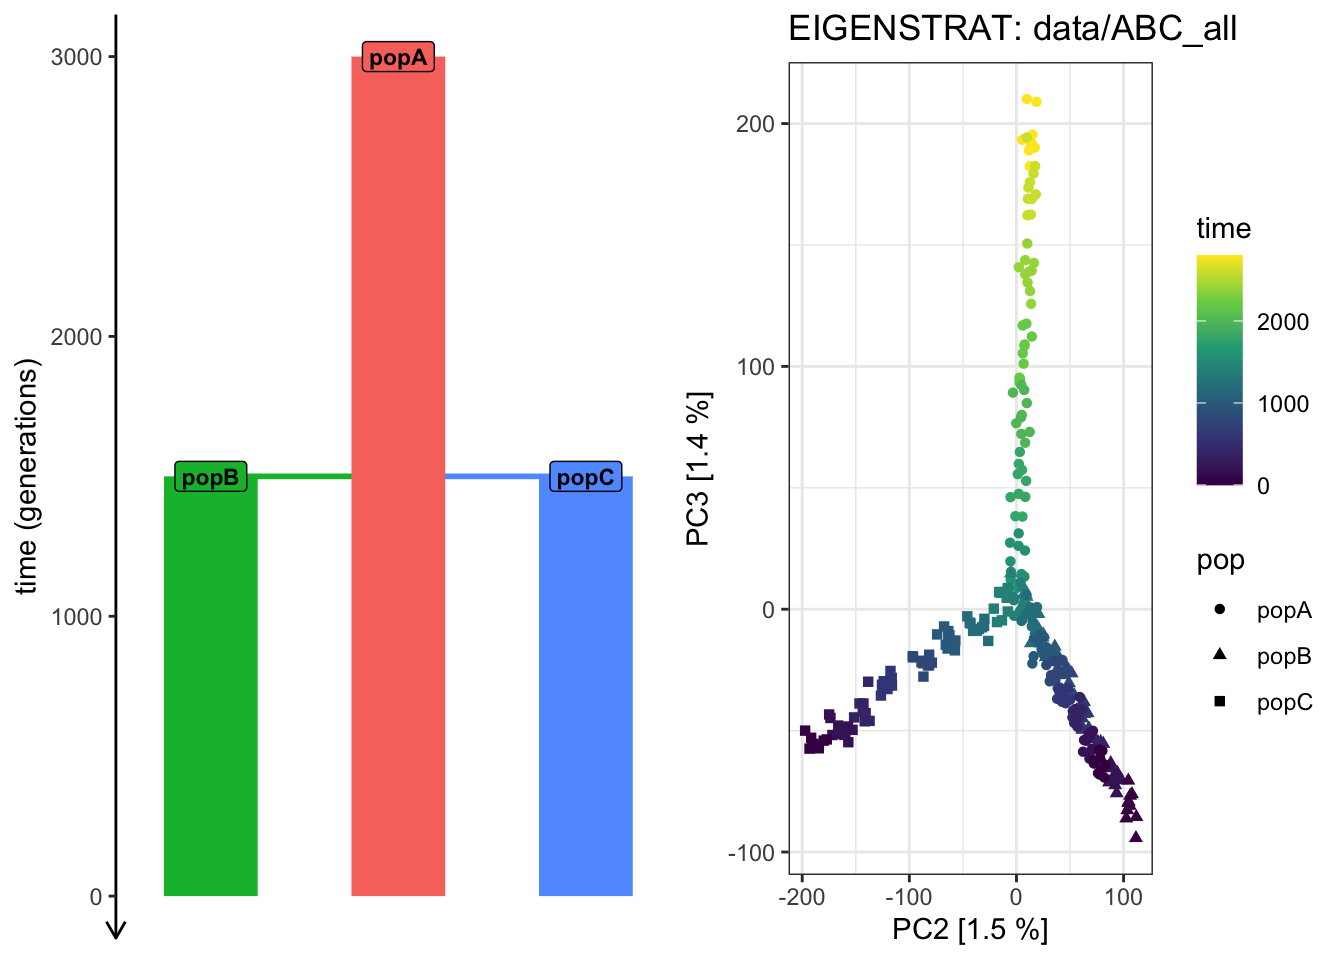 time (generations)
3000
2000
1000
0
popA
popB
popC
EIGENSTRAT: data/ABC_all
PC3 [1.4 %]
200
100
0
-100
-200
-100
0
100
PC2 [1.5 %]
time
2000
1000
0
pop
popA
popB
popC